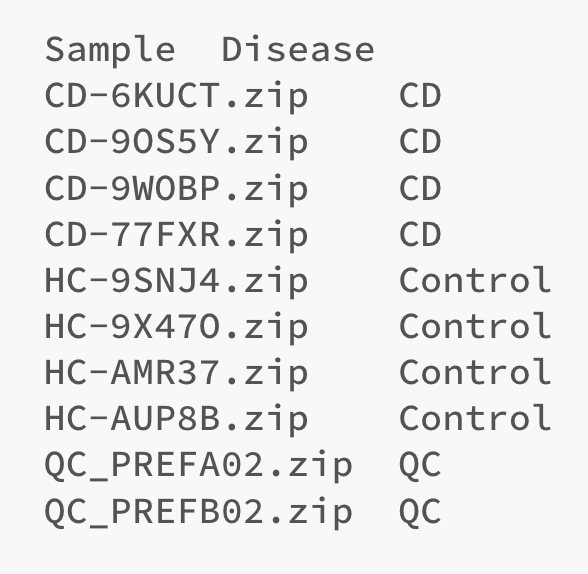 Sample  Disease
CD-6KUCT.zip    CD
CD-9OS5Y.zip    CD
CD-9WOBP.zip    CD
CD-77FXR.zip    CD
HC-9SNJ4.zip    Control
HC-9X47O.zip    Control
HC-AMR37.zip    Control
HC-AUP8B.zip    Control
QC_PREFA02.zip  QC
QC_PREFB02.zip  QC